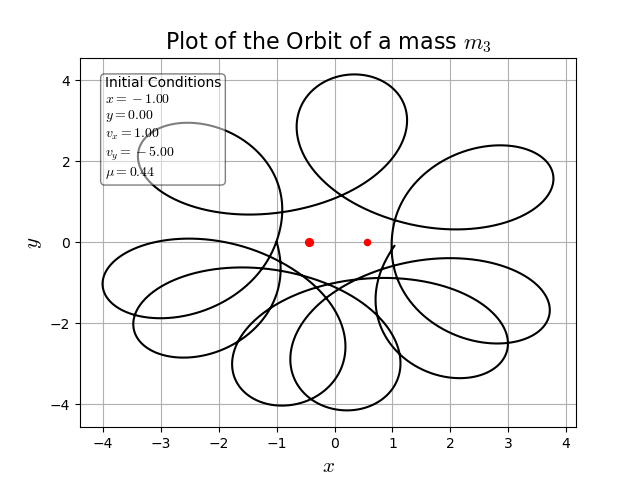 Plot of the Orbit of a mass m₃
Initial Conditions
x = −1.00
y = 0.00
vₓ = 1.00
v_y = −5.00
μ = 0.44
4
2
0
−2
−4
y
−4 −3 −2 −1 0 1 2 3 4
x